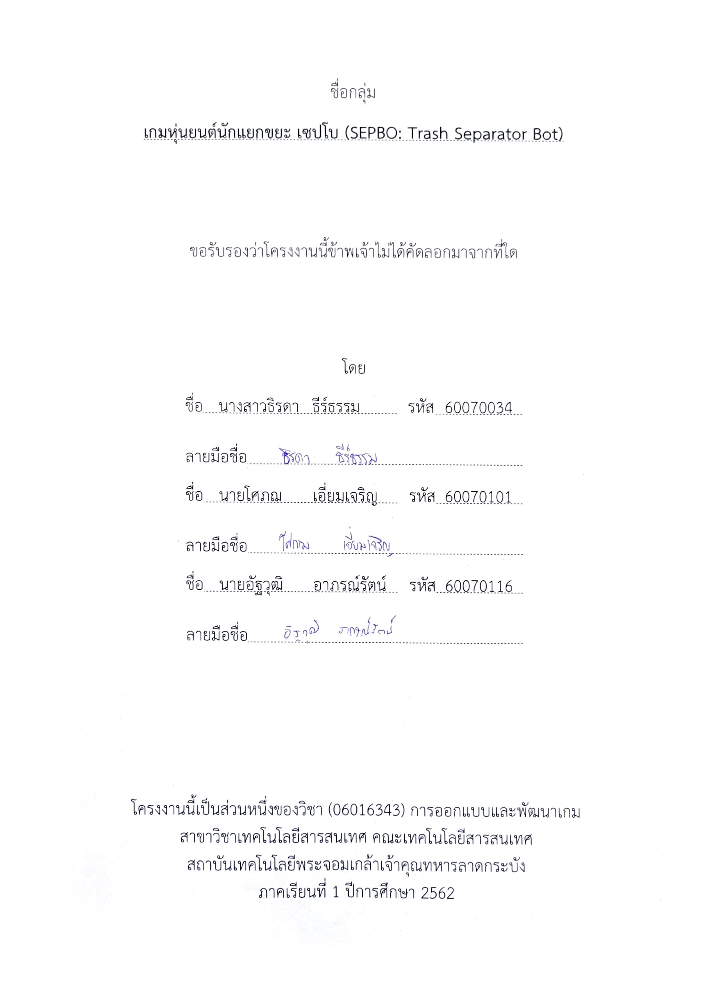 ชื่อกลุ่ม
เกมหุ่นยนต์นักแยกขยะ เซปโบ (SEPBO: Trash Separator Bot)
ขอรับรองว่าโครงงานนี้ข้าพเจ้าไม่ได้คัดลอกมาจากที่ใด
โดย
ชื่อ นางสาวธิรดา ธีร์ธรรม รหัส 60070034
ลายมือชื่อ ธิรดา ธีร์ธรรม
ชื่อ นายโศภณ เอี่ยมเจริญ รหัส 60070101
ลายมือชื่อ โศภณ เอี่ยมเจริญ
ชื่อ นายอัฐวุฒิ อาภรณ์รัตน์ รหัส 60070116
ลายมือชื่อ อัฐวุฒิ อาภรณ์รัตน์
โครงงานนี้เป็นส่วนหนึ่งของวิชา (06016343) การออกแบบและพัฒนาเกม
สาขาวิชาเทคโนโลยีสารสนเทศ คณะเทคโนโลยีสารสนเทศ
สถาบันเทคโนโลยีพระจอมเกล้าเจ้าคุณทหารลาดกระบัง
ภาคเรียนที่ 1 ปีการศึกษา 2562